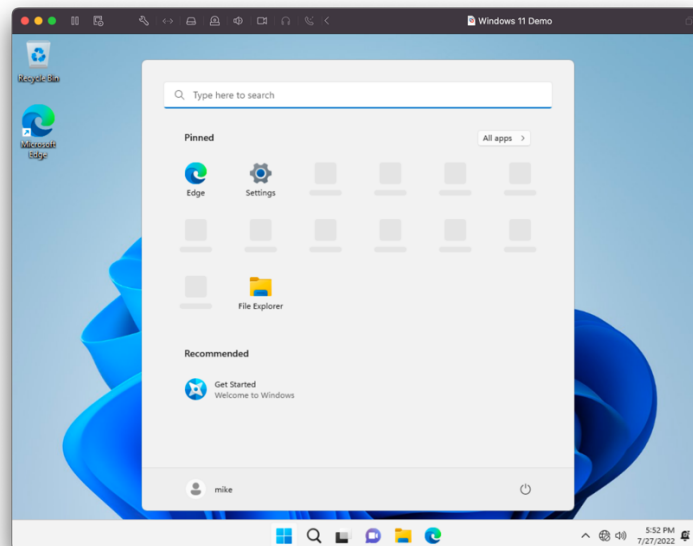 Windows 11 Demo
Recycle Bin
Microsoft
Edge
Type here to search
Pinned
All apps
Edge
Settings
File Explorer
Recommended
Get Started
Welcome to Windows
mike
5:52 PM
7/27/2022